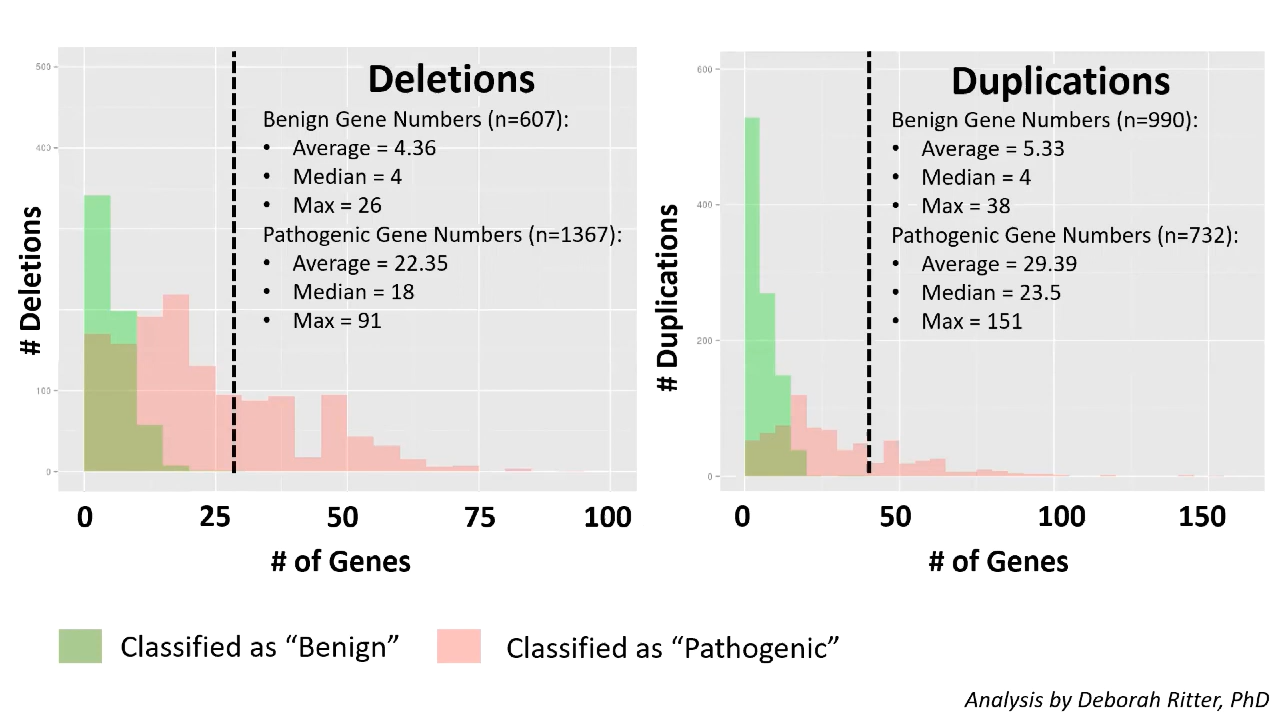 Deletions
Benign Gene Numbers (n=607):
• Average = 4.36
• Median = 4
• Max = 26
Pathogenic Gene Numbers (n=1367):
• Average = 22.35
• Median = 18
• Max = 91
# Deletions
500
400
100
0
0 25 50 75 100
# of Genes
Duplications
Benign Gene Numbers (n=990):
• Average = 5.33
• Median = 4
• Max = 38
Pathogenic Gene Numbers (n=732):
• Average = 29.39
• Median = 23.5
• Max = 151
# Duplications
600
400
200
0
0 50 100 150
# of Genes
Classified as “Benign”
Classified as “Pathogenic”
Analysis by Deborah Ritter, PhD